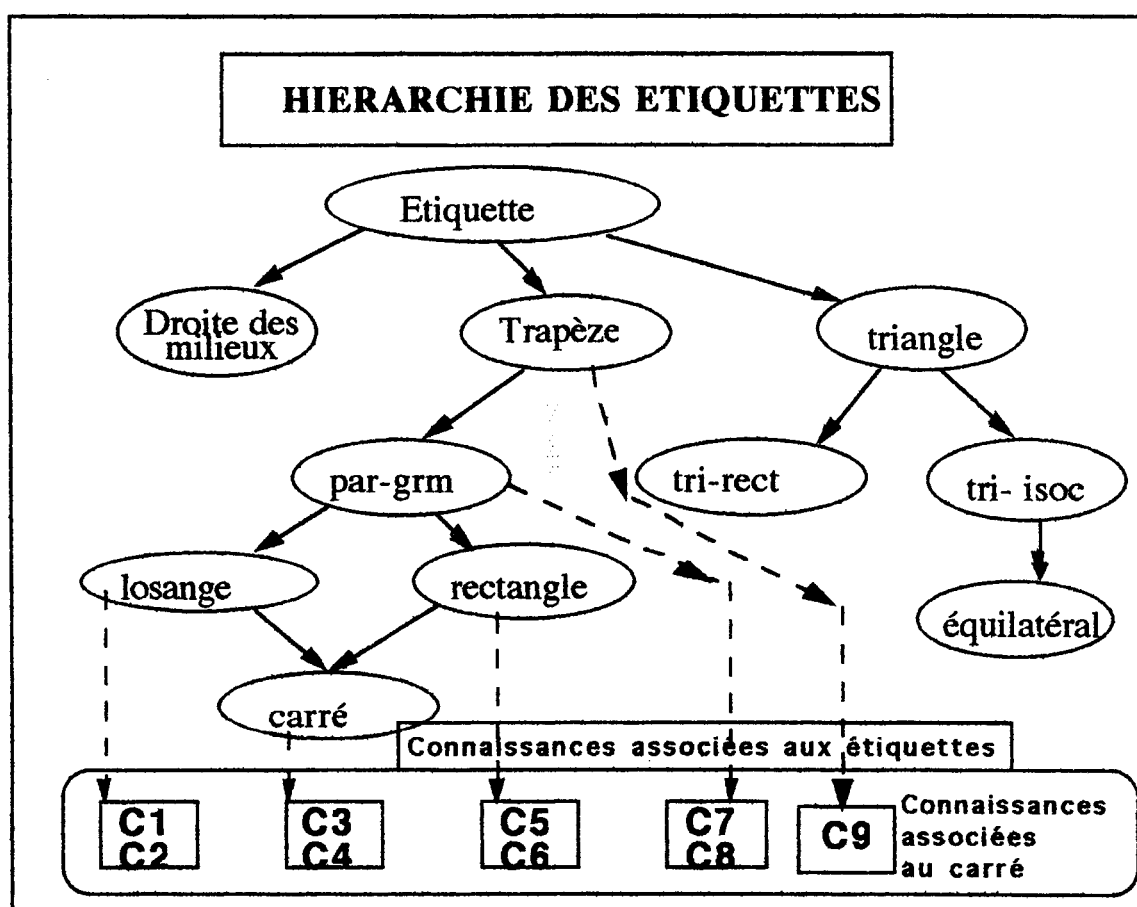 HIERARCHIE DES ETIQUETTES
Etiquette
Droite des
milieux
Trapèze
triangle
par-grm
tri-rect
tri- isoc
losange
rectangle
équilatéral
carré
Connaissances associées aux étiquettes
C1
C2
C3
C4
C5
C6
C7
C8
C9
Connaissances
associées
au carré